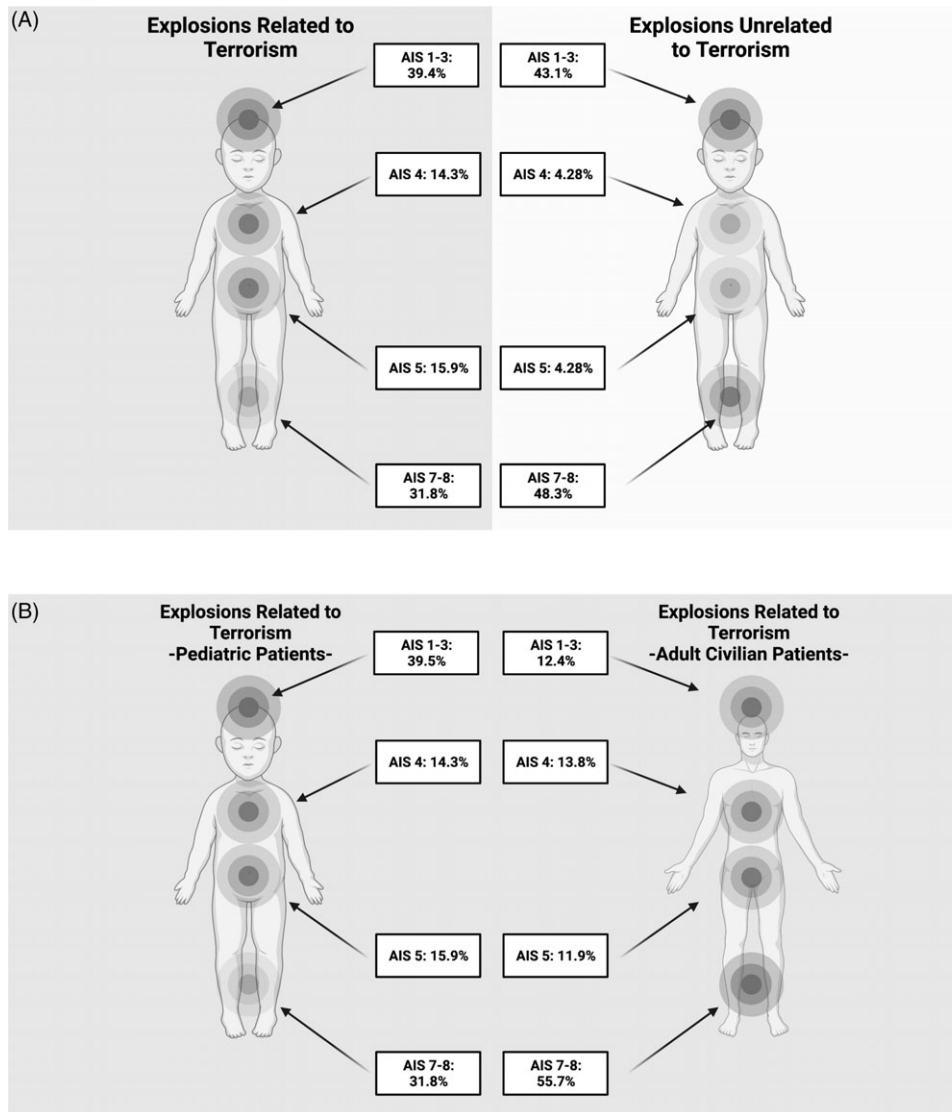 (A)
Explosions Related to
Terrorism
Explosions Unrelated
to Terrorism
AIS 1-3:
39.4%
AIS 1-3:
43.1%
AIS 4: 14.3%
AIS 4: 4.28%
AIS 5: 15.9%
AIS 5: 4.28%
AIS 7-8:
31.8%
AIS 7-8:
48.3%
(B)
Explosions Related to
Terrorism
-Pediatric Patients-
Explosions Related to
Terrorism
-Adult Civilian Patients-
AIS 1-3:
39.5%
AIS 1-3:
12.4%
AIS 4: 14.3%
AIS 4: 13.8%
AIS 5: 15.9%
AIS 5: 11.9%
AIS 7-8:
31.8%
AIS 7-8:
55.7%